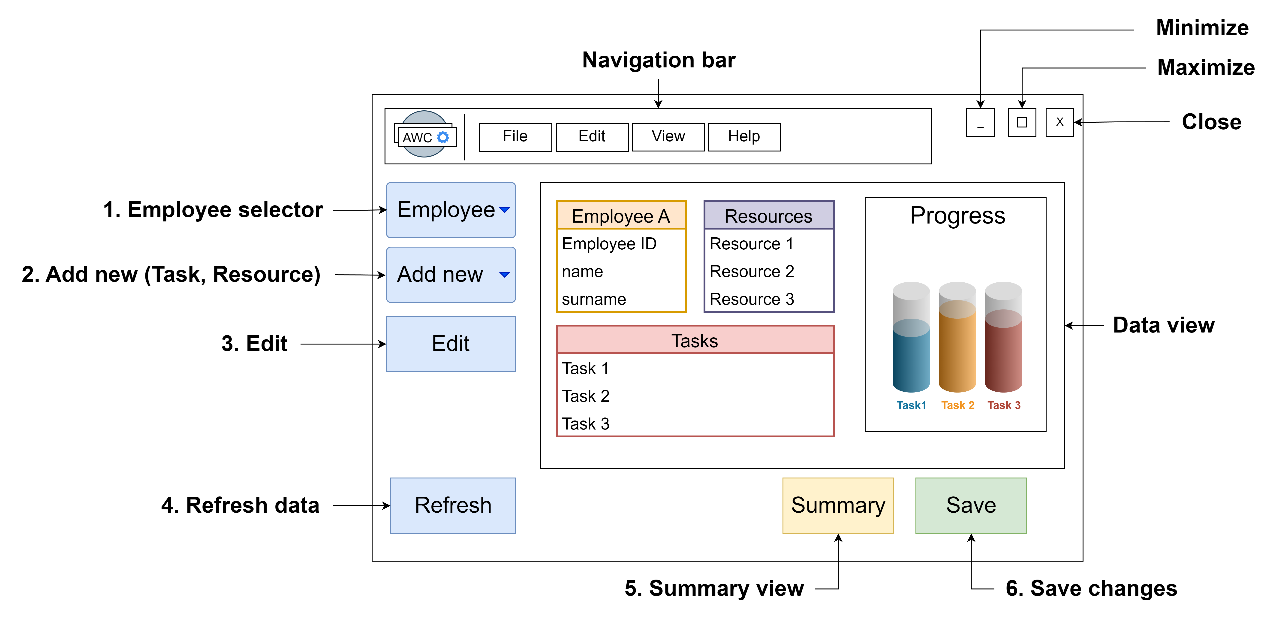 Minimize
Navigation bar
Maximize
AWC
File
Edit
View
Help
_
X
Close
1. Employee selector
Employee
2. Add new (Task, Resource)
Add new
3. Edit
Edit
Employee A
Employee ID
name
surname
Resources
Resource 1
Resource 2
Resource 3
Tasks
Task 1
Task 2
Task 3
Progress
Task1
Task 2
Task 3
Data view
4. Refresh data
Refresh
Summary
Save
5. Summary view
6. Save changes